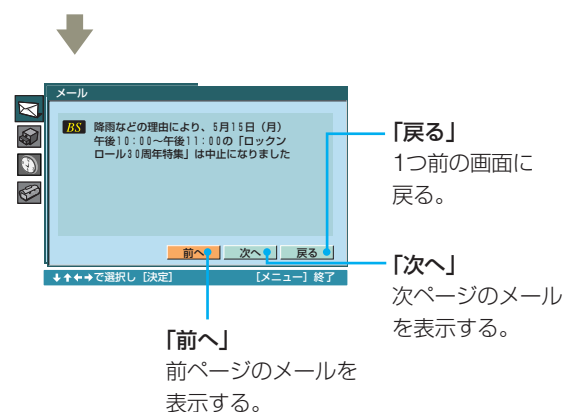 メール
BS 降雨などの理由により、5月15日（月）
午後10：00～午後11：00の「ロックン
ロール30周年特集」は中止になりました
前へ 次へ 戻る
↓↑←→で選択し［決定］ ［メニュー］終了
「戻る」
1つ前の画面に
戻る。
「次へ」
次ページのメール
を表示する。
「前へ」
前ページのメールを
表示する。